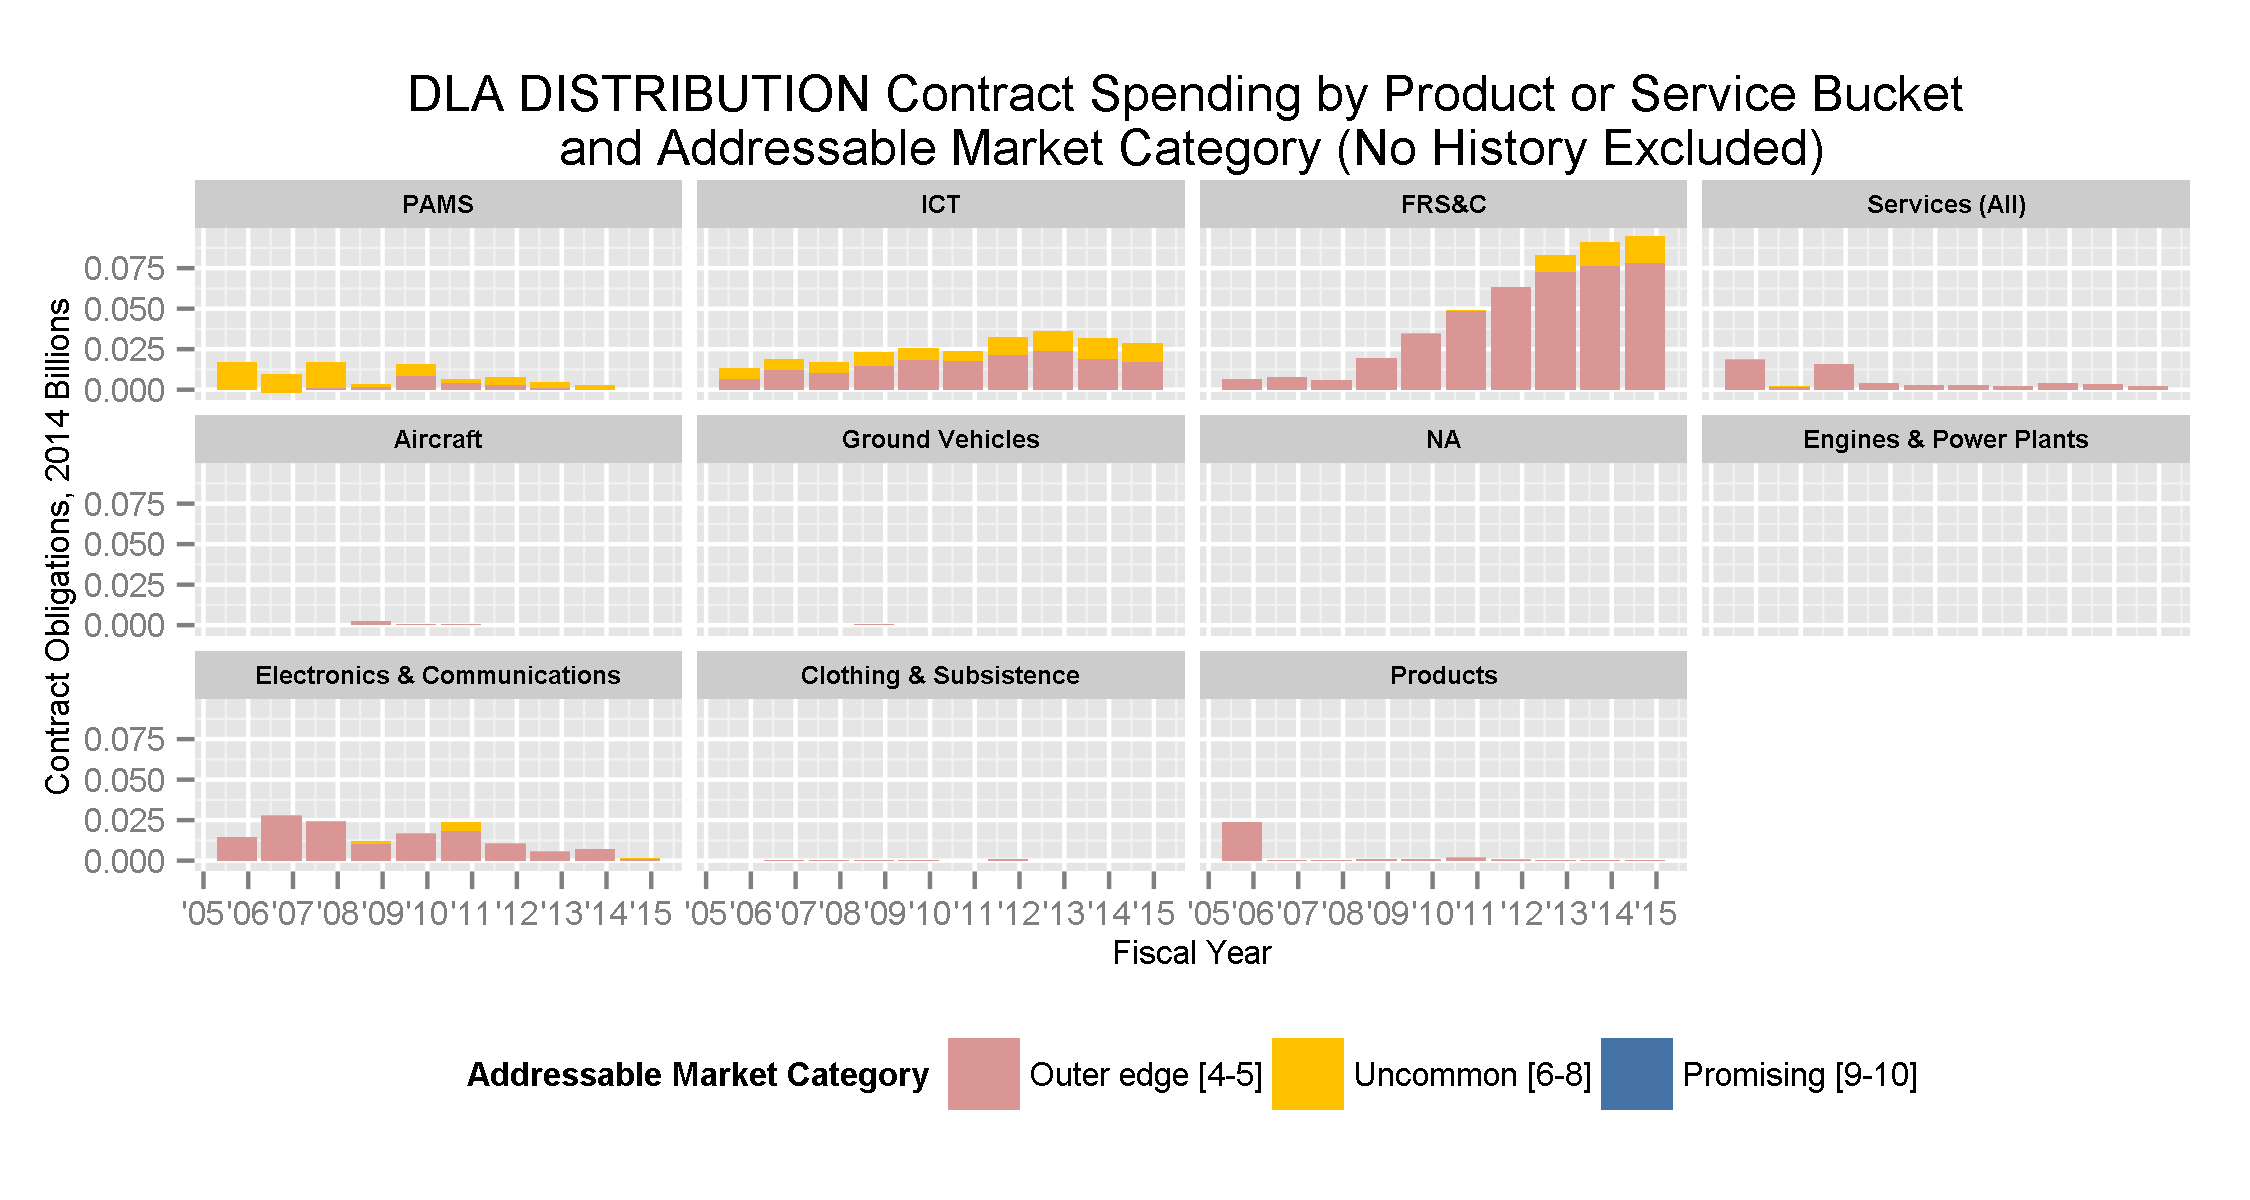 DLA DISTRIBUTION Contract Spending by Product or Service Bucket
and Addressable Market Category (No History Excluded)
PAMS
ICT
FRS&C
Services (All)
0.075
0.050
0.025
0.000
Aircraft
Ground Vehicles
NA
Engines & Power Plants
0.075
0.050
0.025
0.000
Electronics & Communications
Clothing & Subsistence
Products
0.075
0.050
0.025
0.000
Contract Obligations, 2014 Billions
'05'06'07'08'09'10'11'12'13'14'15
'05'06'07'08'09'10'11'12'13'14'15
'05'06'07'08'09'10'11'12'13'14'15
Fiscal Year
Addressable Market Category
Outer edge [4-5]
Uncommon [6-8]
Promising [9-10]